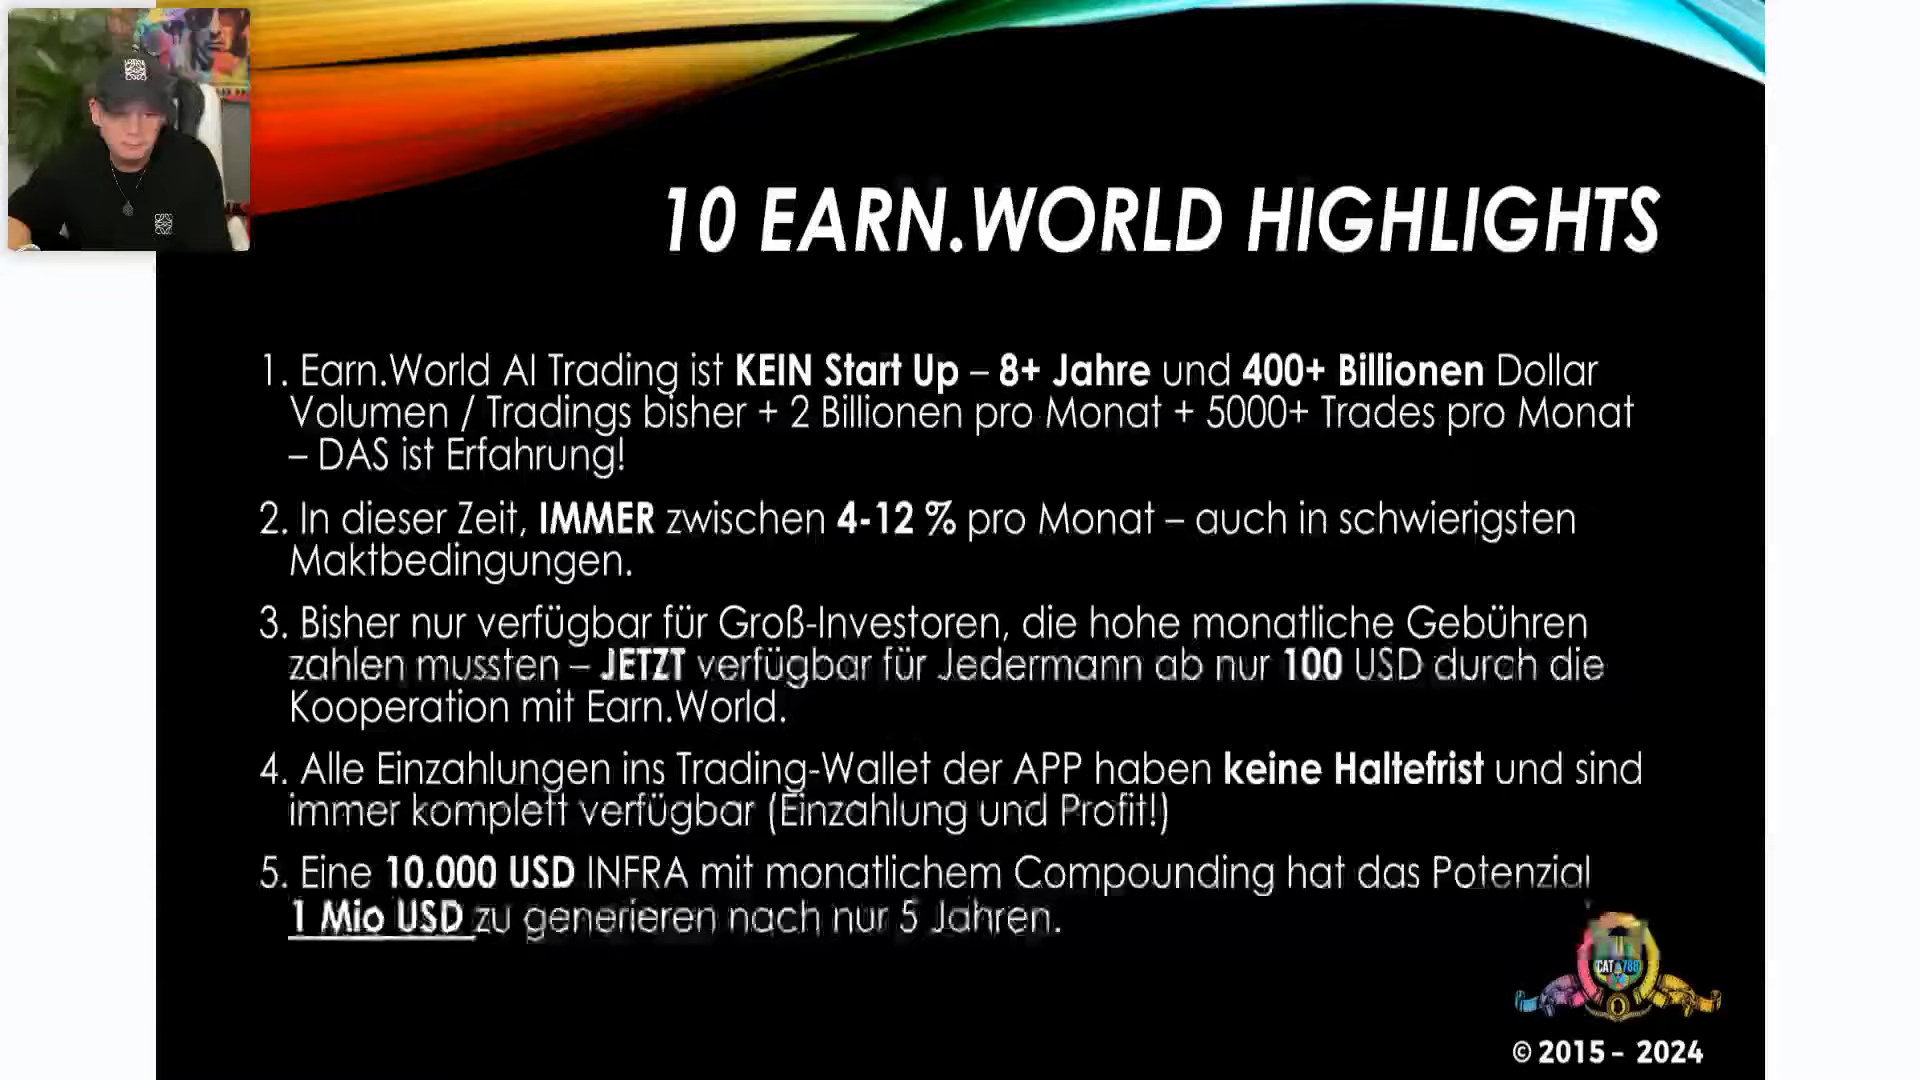 10 EARN.WORLD HIGHLIGHTS
1. Earn.World AI Trading ist KEIN Start Up – 8+ Jahre und 400+ Billionen Dollar
Volumen / Tradings bisher + 2 Billionen pro Monat + 5000+ Trades pro Monat
– DAS ist Erfahrung!
2. In dieser Zeit, IMMER zwischen 4-12 % pro Monat – auch in schwierigsten
Maktbedingungen.
3. Bisher nur verfügbar für Groß-Investoren, die hohe monatliche Gebühren
zahlen mussten – JETZT verfügbar für Jedermann ab nur 100 USD durch die
Kooperation mit Earn.World.
4. Alle Einzahlungen ins Trading-Wallet der APP haben keine Haltefrist und sind
immer komplett verfügbar (Einzahlung und Profit!)
5. Eine 10.000 USD INFRA mit monatlichem Compounding hat das Potenzial
1 Mio USD zu generieren nach nur 5 Jahren.
CAT 788
© 2015 - 2024